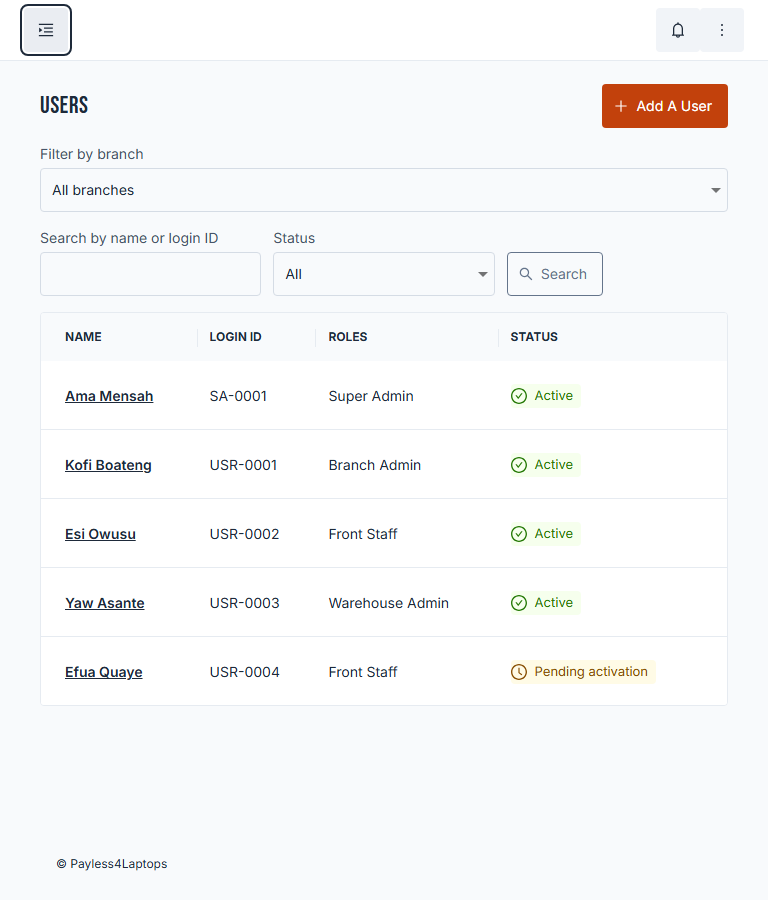 USERS
Add A User
Filter by branch
All branches
Search by name or login ID
Status
All
Search
NAME LOGIN ID ROLES STATUS
Ama Mensah SA-0001 Super Admin Active
Kofi Boateng USR-0001 Branch Admin Active
Esi Owusu USR-0002 Front Staff Active
Yaw Asante USR-0003 Warehouse Admin Active
Efua Quaye USR-0004 Front Staff Pending activation
© Payless4Laptops